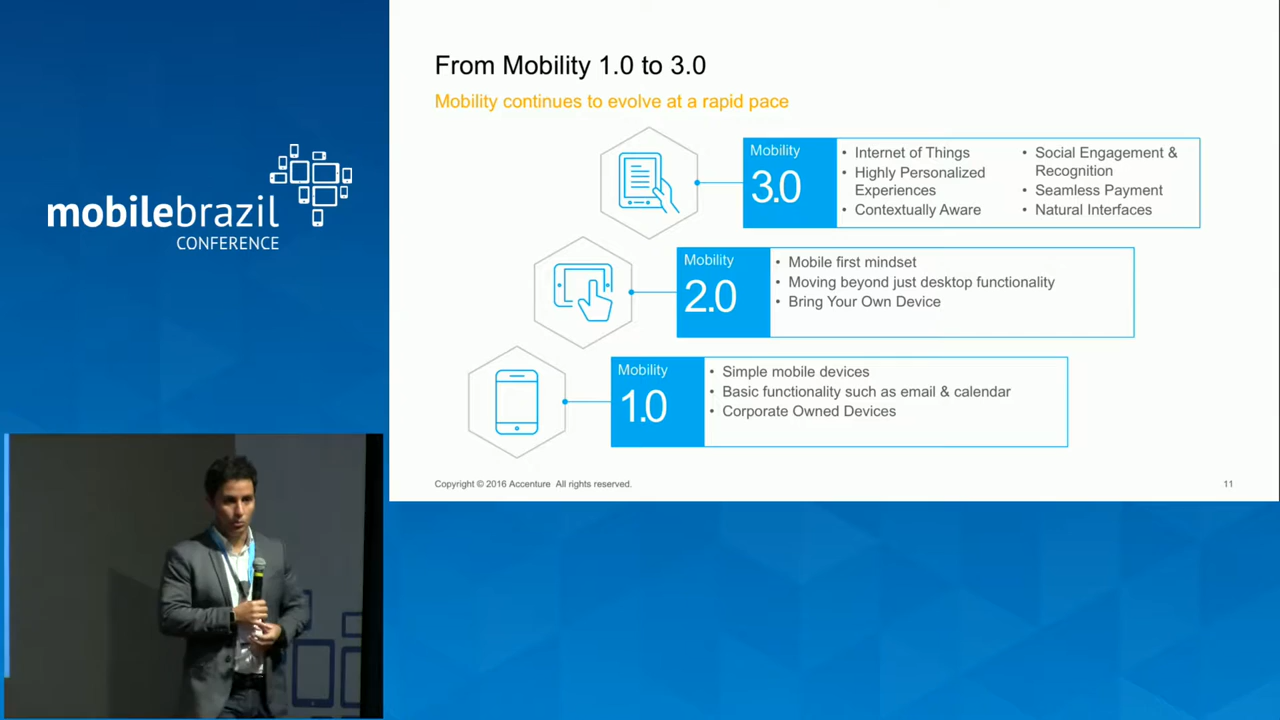 mobilebrazil
CONFERENCE
From Mobility 1.0 to 3.0
Mobility continues to evolve at a rapid pace
Mobility
3.0
• Internet of Things
• Highly Personalized
Experiences
• Contextually Aware
• Social Engagement &
Recognition
• Seamless Payment
• Natural Interfaces
Mobility
2.0
• Mobile first mindset
• Moving beyond just desktop functionality
• Bring Your Own Device
Mobility
1.0
• Simple mobile devices
• Basic functionality such as email & calendar
• Corporate Owned Devices
Copyright © 2016 Accenture All rights reserved.
11